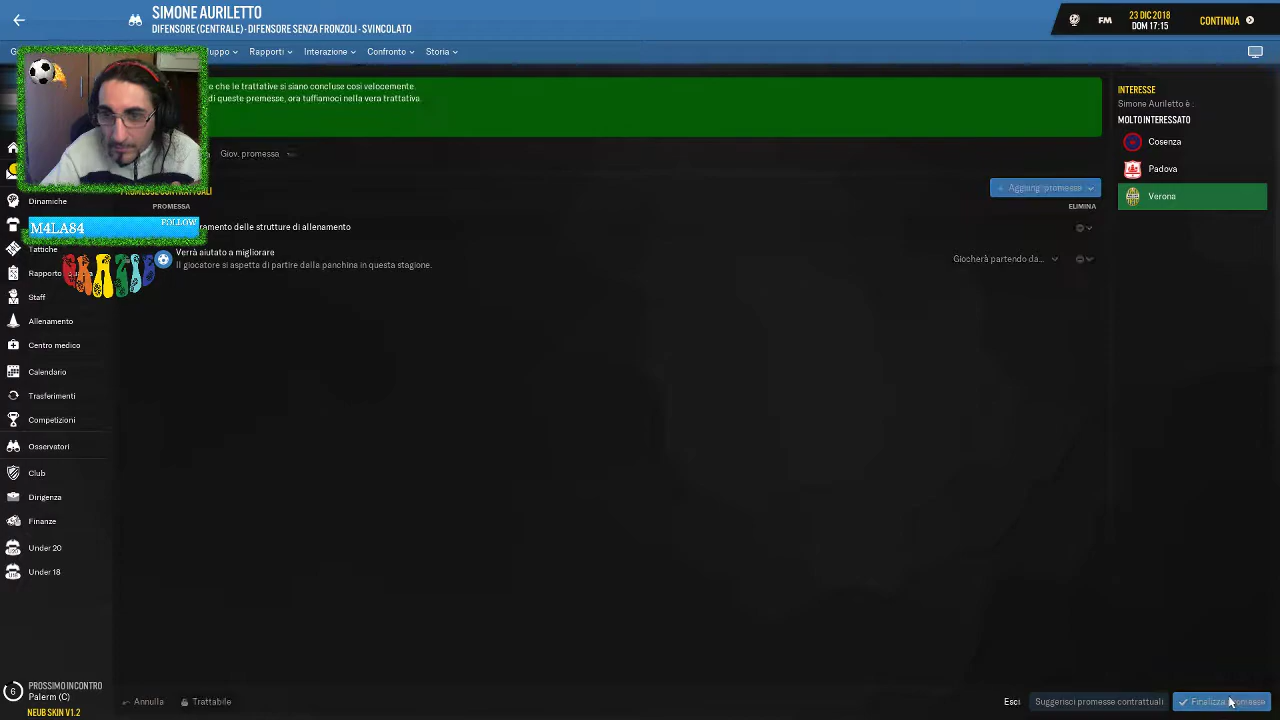 SIMONE AURILETTO
DIFENSORE (CENTRALE) - DIFENSORE SENZA FRONZOLI - SVINCOLATO
FM
23 DIC 2018
DOM 17:15
CONTINUA
Rapporti
Interazione
Confronto
Storia
che le trattative si siano concluse così velocemente.
di queste premesse, ora tuffiamoci nella vera trattativa.
INTERESSE
Simone Auriletto è :
MOLTO INTERESSATO
Cosenza
Padova
Verona
Giov. promessa
Aggiungi promessa
PROMESSA
ELIMINA
delle strutture di allenamento
Verrà aiutato a migliorare
Il giocatore si aspetta di partire dalla panchina in questa stagione.
Giocherà partendo da...
M4LA84
FOLLOW
Dinamiche
Tattiche
Rapporto
Staff
Allenamento
Centro medico
Calendario
Trasferimenti
Competizioni
Osservatori
Club
Dirigenza
Finanze
Under 20
Under 18
6
PROSSIMO INCONTRO
Palerm (C)
NEUB SKIN V1.2
Annulla
Trattabile
Esci
Suggerisci promesse contrattuali
Finalizza promesse